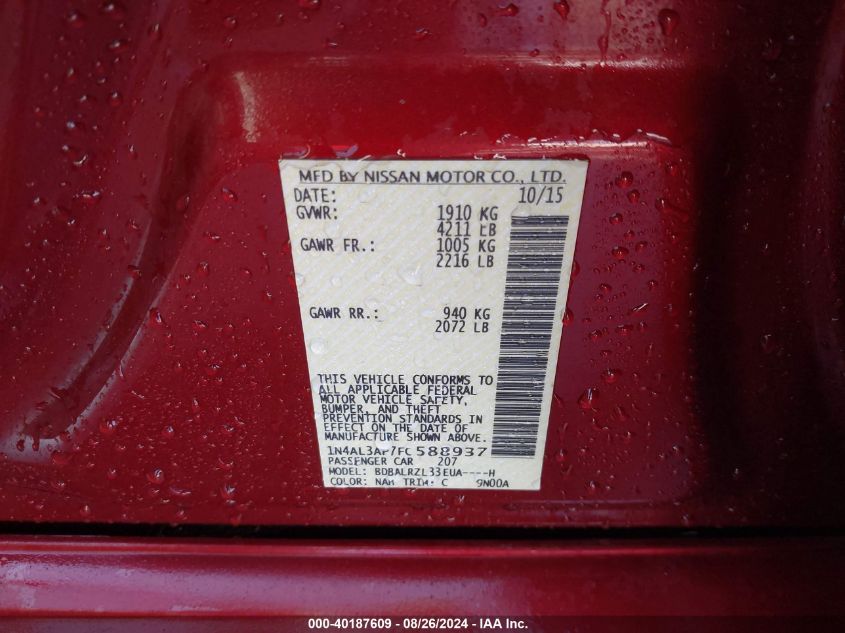 MFD BY NISSAN MOTOR CO., LTD.
DATE: 10/15
GVWR: 1910 KG
4211 LB
GAWR FR.: 1005 KG
2216 LB
GAWR RR.: 940 KG
2072 LB
THIS VEHICLE CONFORMS TO
ALL APPLICABLE FEDERAL
MOTOR VEHICLE SAFETY,
BUMPER, AND THEFT
PREVENTION STANDARDS IN
EFFECT ON THE DATE OF
MANUFACTURE SHOWN ABOVE.
1N4AL3AP7FC588937
PASSENGER CAR 207
MODEL: BDBALRZL33EUA----H
COLOR: NAH TRIM: C 9N00A
000-40187609 - 08/26/2024 - IAA Inc.